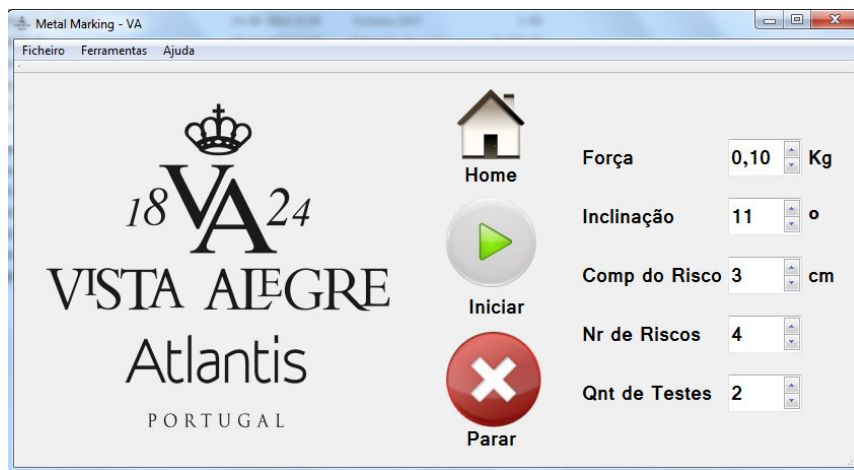 Metal Marking - VA
Ficheiro Ferramentas Ajuda
18 VA 24
VISTA ALEGRE
Atlantis
PORTUGAL
Home
Iniciar
Parar
Força 0,10 Kg
Inclinação 11 º
Comp do Risco 3 cm
Nr de Riscos 4
Qnt de Testes 2